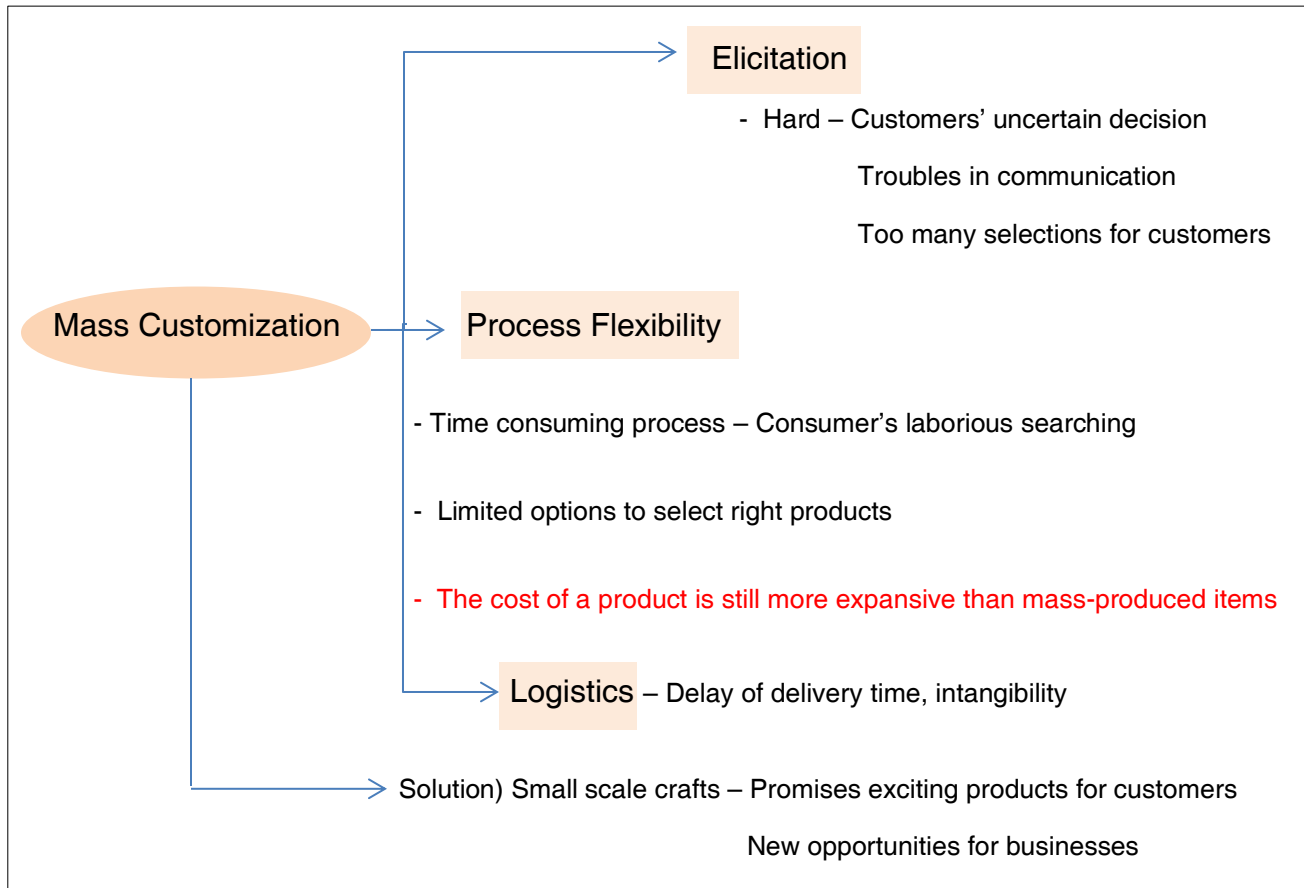 Elicitation
- Hard – Customers’ uncertain decision
Troubles in communication
Too many selections for customers
Mass Customization
Process Flexibility
- Time consuming process – Consumer’s laborious searching
- Limited options to select right products
- The cost of a product is still more expansive than mass-produced items
Logistics – Delay of delivery time, intangibility
Solution) Small scale crafts – Promises exciting products for customers
New opportunities for businesses